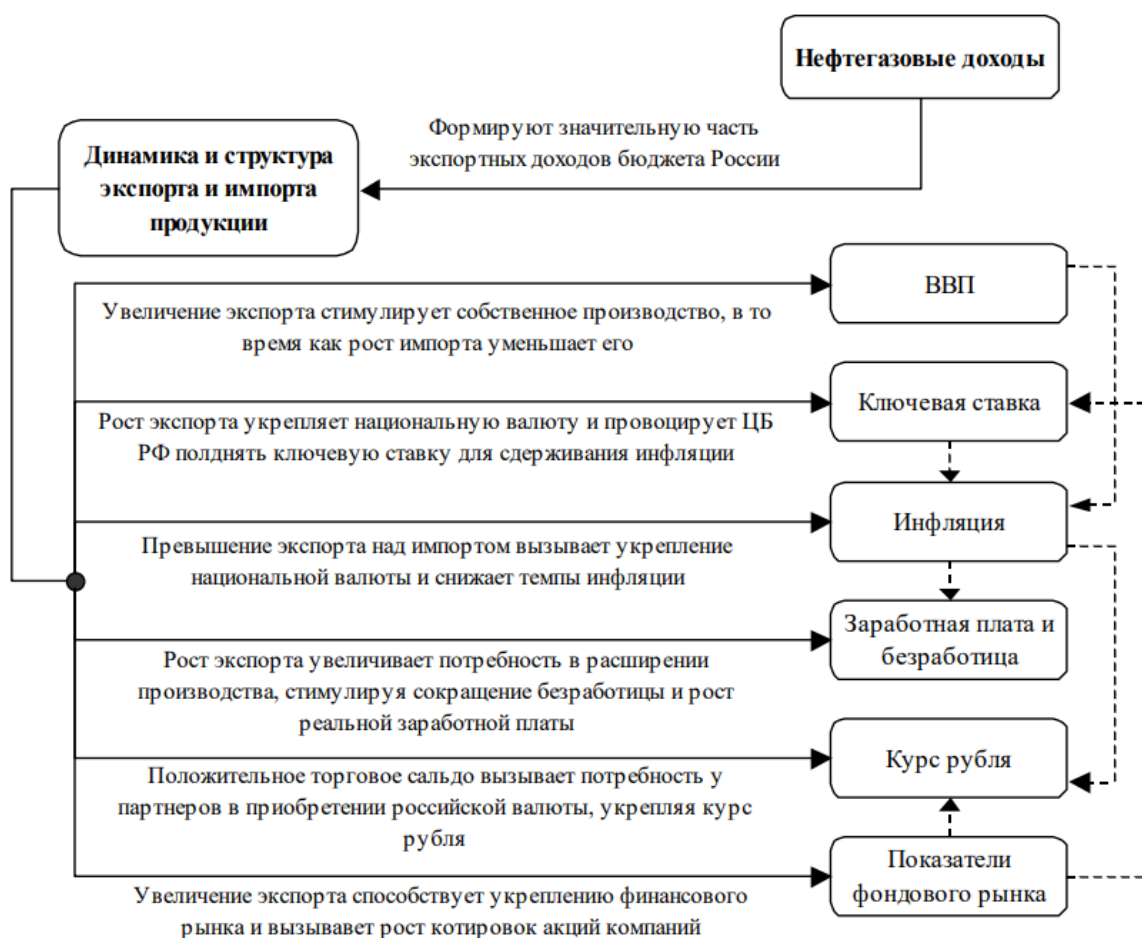 Нефтегазовые доходы
Формируют значительную часть
экспортных доходов бюджета России
Динамика и структура
экспорта и импорта
продукции
ВВП
Увеличение экспорта стимулирует собственное производство, в то
время как рост импорта уменьшает его
Ключевая ставка
Рост экспорта укрепляет национальную валюту и провоцирует ЦБ
РФ полднять ключевую ставку для сдерживания инфляции
Инфляция
Превышение экспорта над импортом вызывает укрепление
национальной валюты и снижает темпы инфляции
Заработная плата и
безработица
Рост экспорта увеличивает потребность в расширении
производства, стимулируя сокращение безработицы и рост
реальной заработной платы
Курс рубля
Положительное торговое сальдо вызывает потребность у
партнеров в приобретении российской валюты, укрепляя курс
рубля
Показатели
фондового рынка
Увеличение экспорта способствует укреплению финансового
рынка и вызывавет рост котировок акций компаний